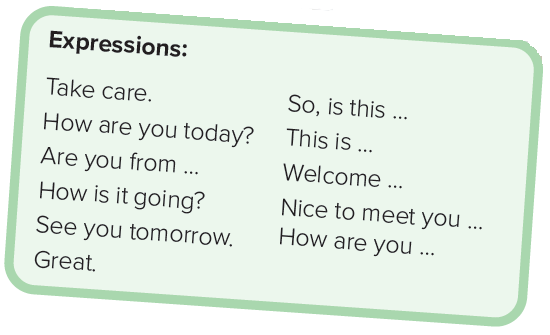 Expressions:
Take care.
How are you today?
Are you from ...
How is it going?
See you tomorrow.
Great.
So, is this ...
This is ...
Welcome ...
Nice to meet you ...
How are you ...